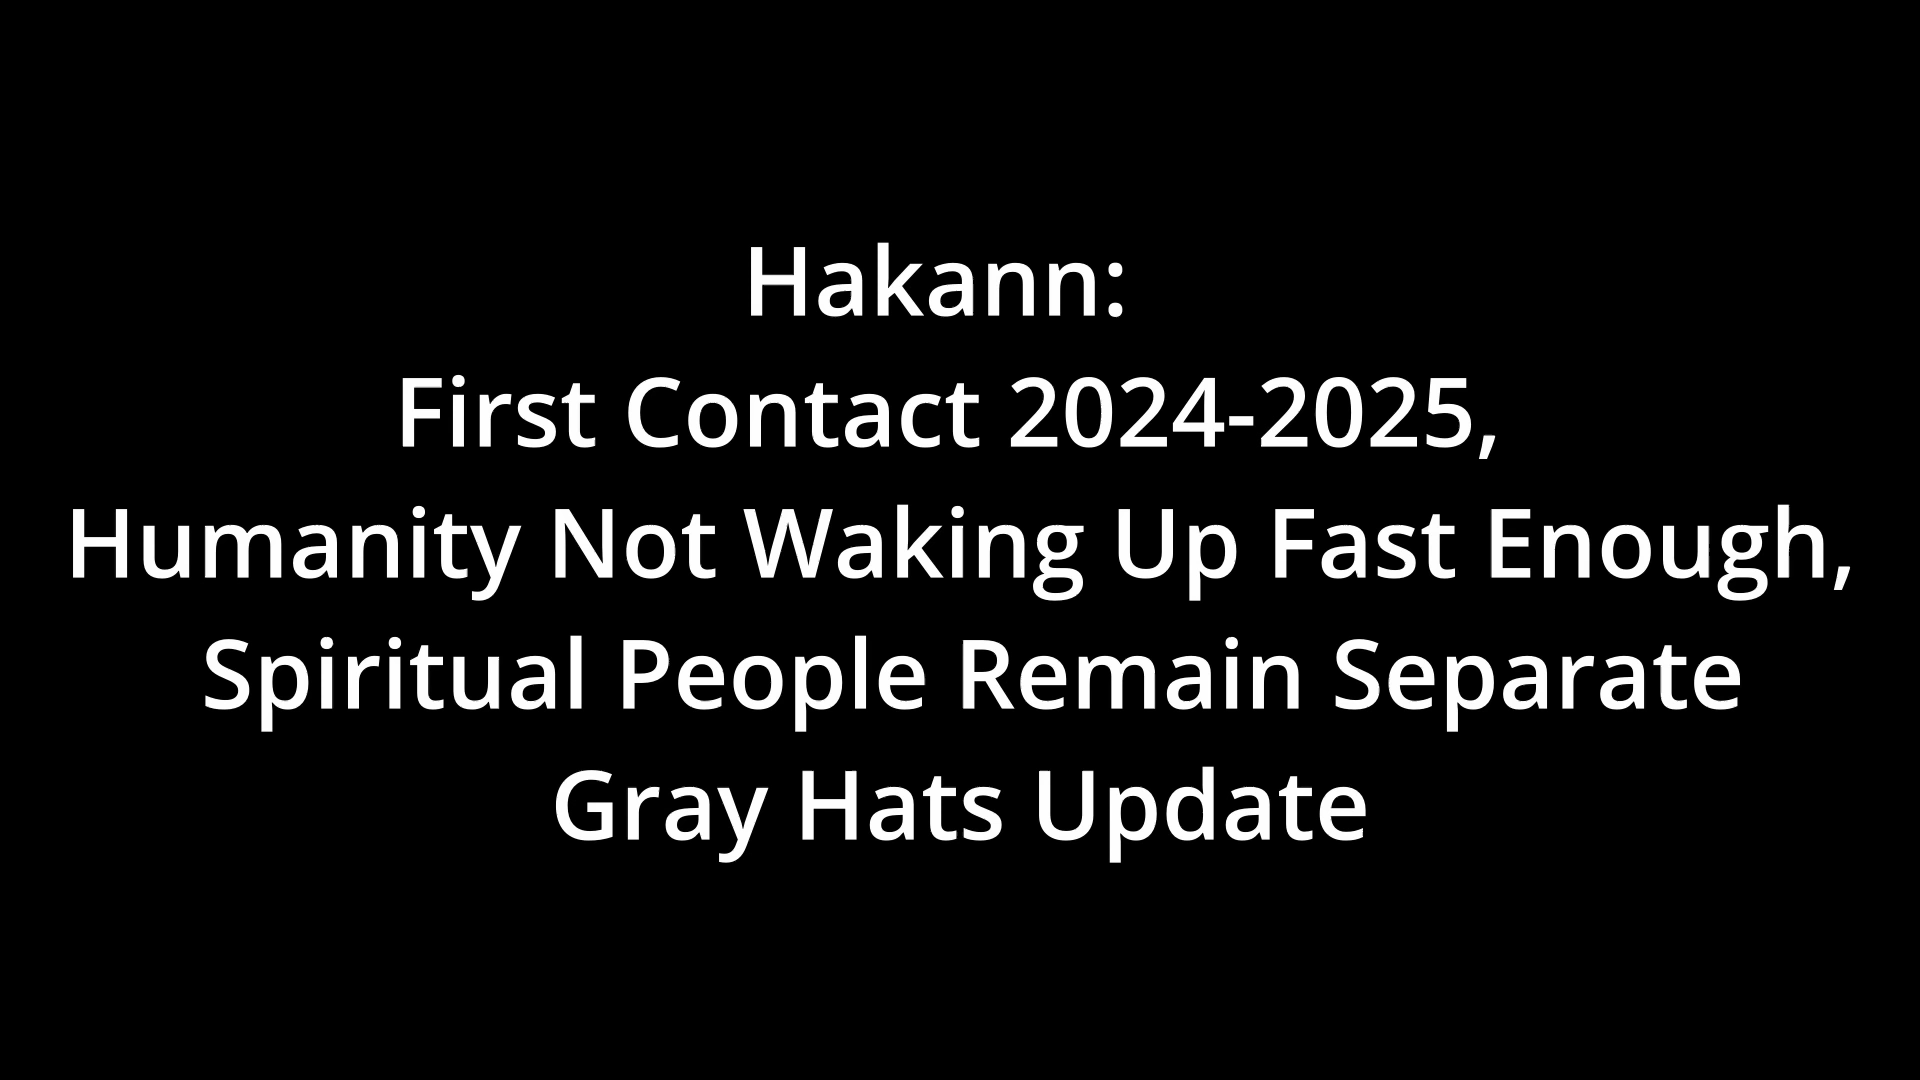 Hakann:
First Contact 2024-2025,
Humanity Not Waking Up Fast Enough,
Spiritual People Remain Separate
Gray Hats Update